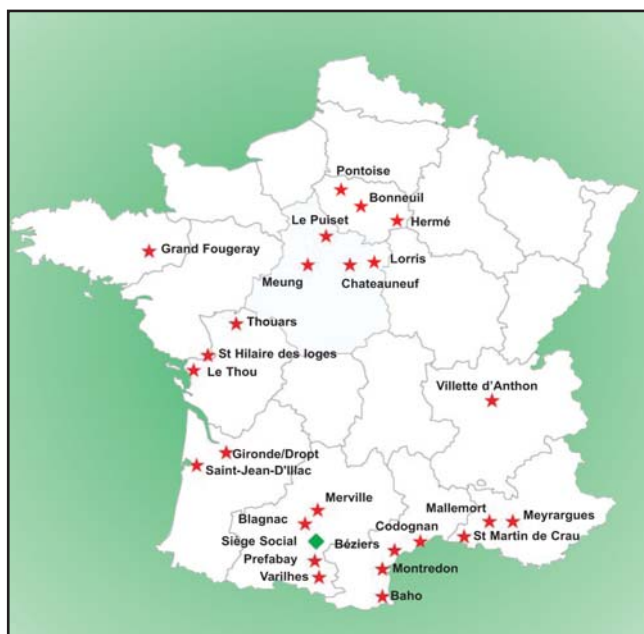 Pontoise
Bonneuil
Le Puiset
Hermé
Grand Fougeray
Lorris
Meung
Chateauneuf
Thouars
St Hilaire des loges
Le Thou
Villette d'Anthon
Gironde/Dropt
Saint-Jean-D'Illac
Merville
Mallemort
Meyrargues
Blagnac
Codognan
St Martin de Crau
Siège Social
Béziers
Prefabay
Montredon
Varilhes
Baho